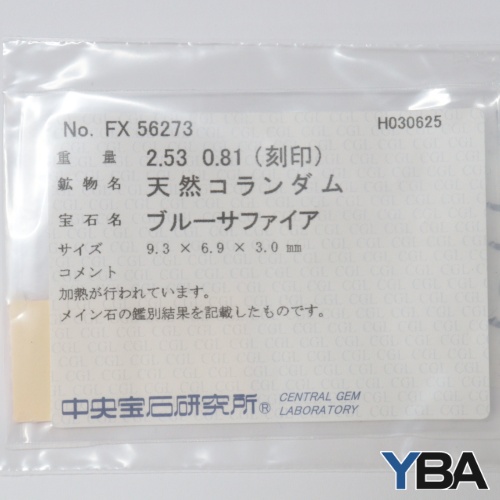 No. FX 56273 H030625
重量 2.53 0.81 (刻印)
鉱物名 天然コランダム
宝石名 ブルーサファイア
サイズ 9.3 × 6.9 × 3.0 mm
コメント
加熱が行われています。
メイン石の鑑別結果を記載したものです。
中央宝石研究所® CENTRAL GEM
LABORATORY
YBA